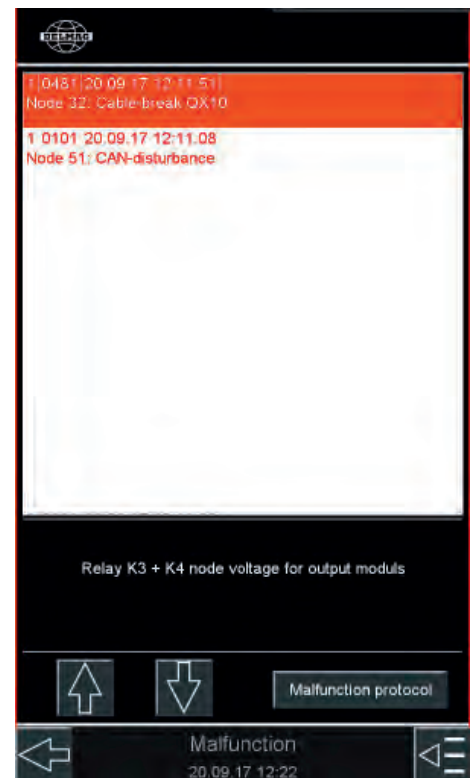 DELMAG
1 0481 20.09.17 12:11:51
Node 32: Cable-break QX10
1 0101 20.09.17 12:11.08
Node 51: CAN-disturbance
Relay K3 + K4 node voltage for output moduls
Malfunction protocol
Malfunction
20.09.17 12:22